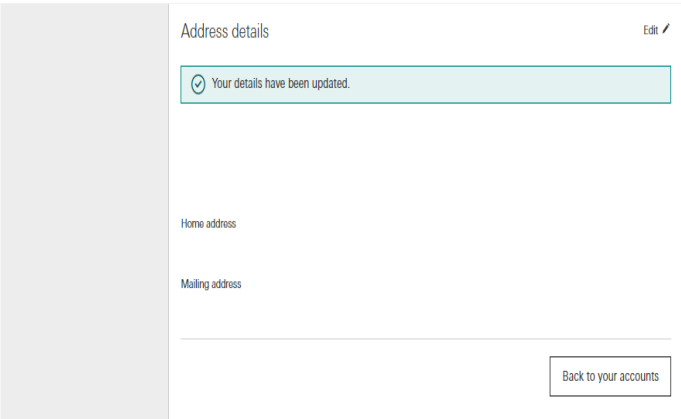 Address details
Edit
Your details have been updated.
Home address
Mailing address
Back to your accounts